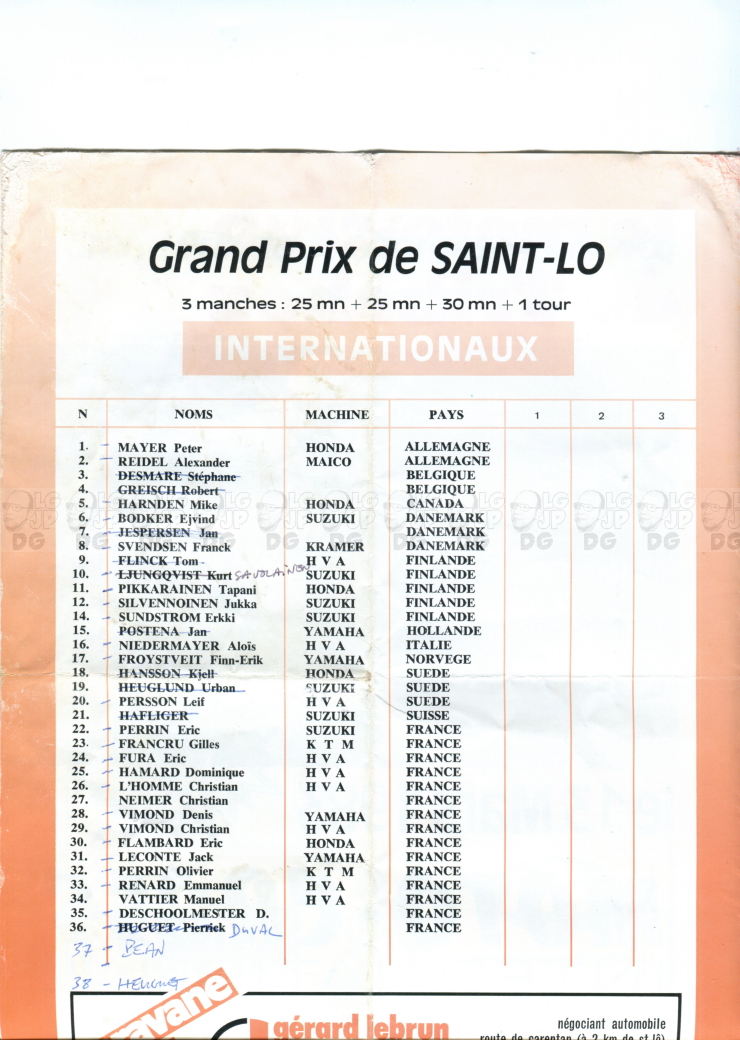 Grand Prix de SAINT-LO
3 manches : 25 mn + 25 mn + 30 mn + 1 tour
INTERNATIONAUX
N NOMS MACHINE PAYS 1 2 3
1. - MAYER Peter HONDA ALLEMAGNE
2. - REIDEL Alexander MAICO ALLEMAGNE
3. - DESMARE Stéphane BELGIQUE
4. - GREISCH Robert BELGIQUE
5. - HARNDEN Mike HONDA CANADA
6. - BODKER Ejvind SUZUKI DANEMARK
7. - JESPERSEN Jan DANEMARK
8. - SVENDSEN Franck KRAMER DANEMARK
9. - FLINCK Tom H V A FINLANDE
10. - LJUNGQVIST Kurt SAVOLAINEN SUZUKI FINLANDE
11. - PIKKARAINEN Tapani HONDA FINLANDE
12. - SILVENNOINEN Jukka SUZUKI FINLANDE
14. - SUNDSTROM Erkki SUZUKI FINLANDE
15. POSTENA Jan YAMAHA HOLLANDE
16. - NIEDERMAYER Aloïs H V A ITALIE
17. - FROYSTVEIT Finn-Erik YAMAHA NORVEGE
18. HANSSON Kjell HONDA SUEDE
19. HEUGLUND Urban SUZUKI SUEDE
20. - PERSSON Leif H V A SUEDE
21. HAFLIGER SUZUKI SUISSE
22. - PERRIN Eric SUZUKI FRANCE
23. - FRANCRU Gilles K T M FRANCE
24. - FURA Eric H V A FRANCE
25. - HAMARD Dominique H V A FRANCE
26. - L'HOMME Christian H V A FRANCE
27. NEIMER Christian FRANCE
28. - VIMOND Denis YAMAHA FRANCE
29. - VIMOND Christian H V A FRANCE
30. - FLAMBARD Eric HONDA FRANCE
31. - LECONTE Jack YAMAHA FRANCE
32. - PERRIN Olivier K T M FRANCE
33. - RENARD Emmanuel H V A FRANCE
34. VATTIER Manuel H V A FRANCE
35. - DESCHOOLMESTER D. FRANCE
36. - HUGUET Pierrick DUVAL FRANCE
37 - BEAN
38 - HEUGUET
gérard lebrun
négociant automobile
route de carentan (à 2 km de st-lô)